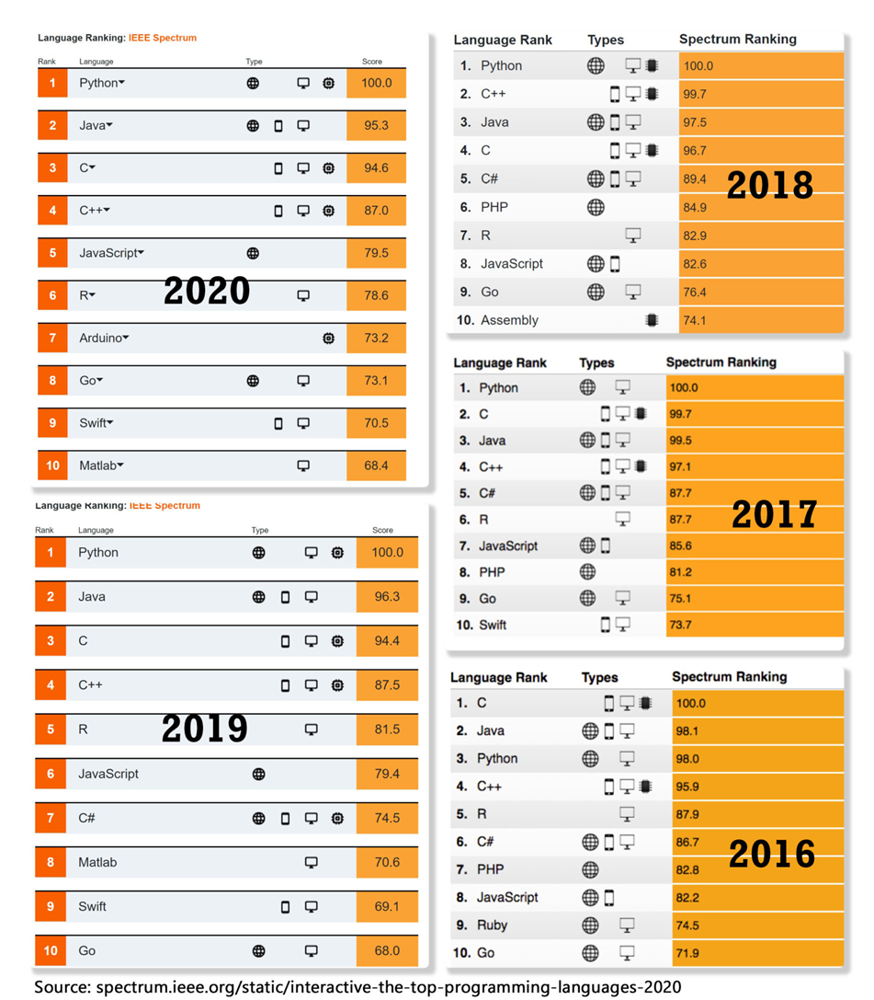 Language Ranking: IEEE Spectrum
Rank Language Type Score
1 Python 100.0
2 Java 95.3
3 C 94.6
4 C++ 87.0
5 JavaScript 79.5
6 R 78.6
2020
7 Arduino 73.2
8 Go 73.1
9 Swift 70.5
10 Matlab 68.4
Language Ranking: IEEE Spectrum
Rank Language Type Score
1 Python 100.0
2 Java 96.3
3 C 94.4
4 C++ 87.5
5 R 81.5
2019
6 JavaScript 79.4
7 C# 74.5
8 Matlab 70.6
9 Swift 69.1
10 Go 68.0
Language Rank Types Spectrum Ranking
1. Python 100.0
2. C++ 99.7
3. Java 97.5
4. C 96.7
5. C# 89.4
2018
6. PHP 84.9
7. R 82.9
8. JavaScript 82.6
9. Go 76.4
10. Assembly 74.1
Language Rank Types Spectrum Ranking
1. Python 100.0
2. C 99.7
3. Java 99.5
4. C++ 97.1
5. C# 87.7
2017
6. R 87.7
7. JavaScript 85.6
8. PHP 81.2
9. Go 75.1
10. Swift 73.7
Language Rank Types Spectrum Ranking
1. C 100.0
2. Java 98.1
3. Python 98.0
4. C++ 95.9
5. R 87.9
6. C# 86.7
2016
7. PHP 82.8
8. JavaScript 82.2
9. Ruby 74.5
10. Go 71.9
Source: spectrum.ieee.org/static/interactive-the-top-programming-languages-2020